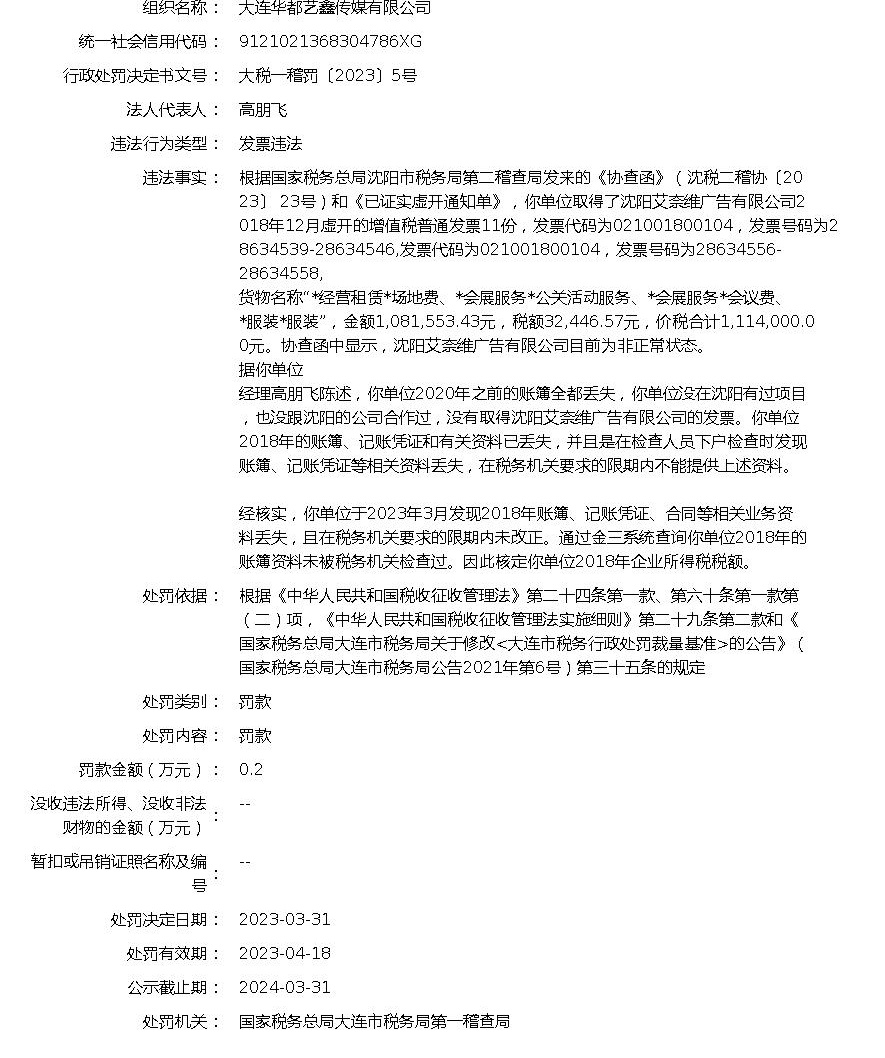 组织名称： 大连华都艺鑫传媒有限公司
统一社会信用代码： 9121021368304786XG
行政处罚决定书文号： 大税一稽罚〔2023〕5号
法人代表人： 高朋飞
违法行为类型： 发票违法
违法事实： 根据国家税务总局沈阳市税务局第二稽查局发来的《协查函》（沈税二稽协〔20
23〕 23号）和《已证实虚开通知单》，你单位取得了沈阳艾奈维广告有限公司2
018年12月虚开的增值税普通发票11份，发票代码为021001800104，发票号码为2
8634539-28634546,发票代码为021001800104，发票号码为28634556-
28634558,
货物名称“*经营租赁*场地费、*会展服务*公关活动服务、*会展服务*会议费、
*服装*服装”，金额1,081,553.43元，税额32,446.57元，价税合计1,114,000.0
0元。协查函中显示，沈阳艾奈维广告有限公司目前为非正常状态。
据你单位
经理高朋飞陈述，你单位2020年之前的账簿全都丢失，你单位没在沈阳有过项目
，也没跟沈阳的公司合作过，没有取得沈阳艾奈维广告有限公司的发票。你单位
2018年的账簿、记账凭证和有关资料已丢失，并且是在检查人员下户检查时发现
账簿、记账凭证等相关资料丢失，在税务机关要求的限期内不能提供上述资料。
经核实，你单位于2023年3月发现2018年账簿、记账凭证、合同等相关业务资
料丢失，且在税务机关要求的限期内未改正。通过金三系统查询你单位2018年的
账簿资料未被税务机关检查过。因此核定你单位2018年企业所得税税额。
处罚依据： 根据《中华人民共和国税收征收管理法》第二十四条第一款、第六十条第一款第
（二）项，《中华人民共和国税收征收管理法实施细则》第二十九条第二款和《
国家税务总局大连市税务局关于修改<大连市税务行政处罚裁量基准>的公告》（
国家税务总局大连市税务局公告2021年第6号）第三十五条的规定
处罚类别： 罚款
处罚内容： 罚款
罚款金额（万元）： 0.2
没收违法所得、没收非法
财物的金额（万元）： --
暂扣或吊销证照名称及编
号： --
处罚决定日期： 2023-03-31
处罚有效期： 2023-04-18
公示截止期： 2024-03-31
处罚机关： 国家税务总局大连市税务局第一稽查局